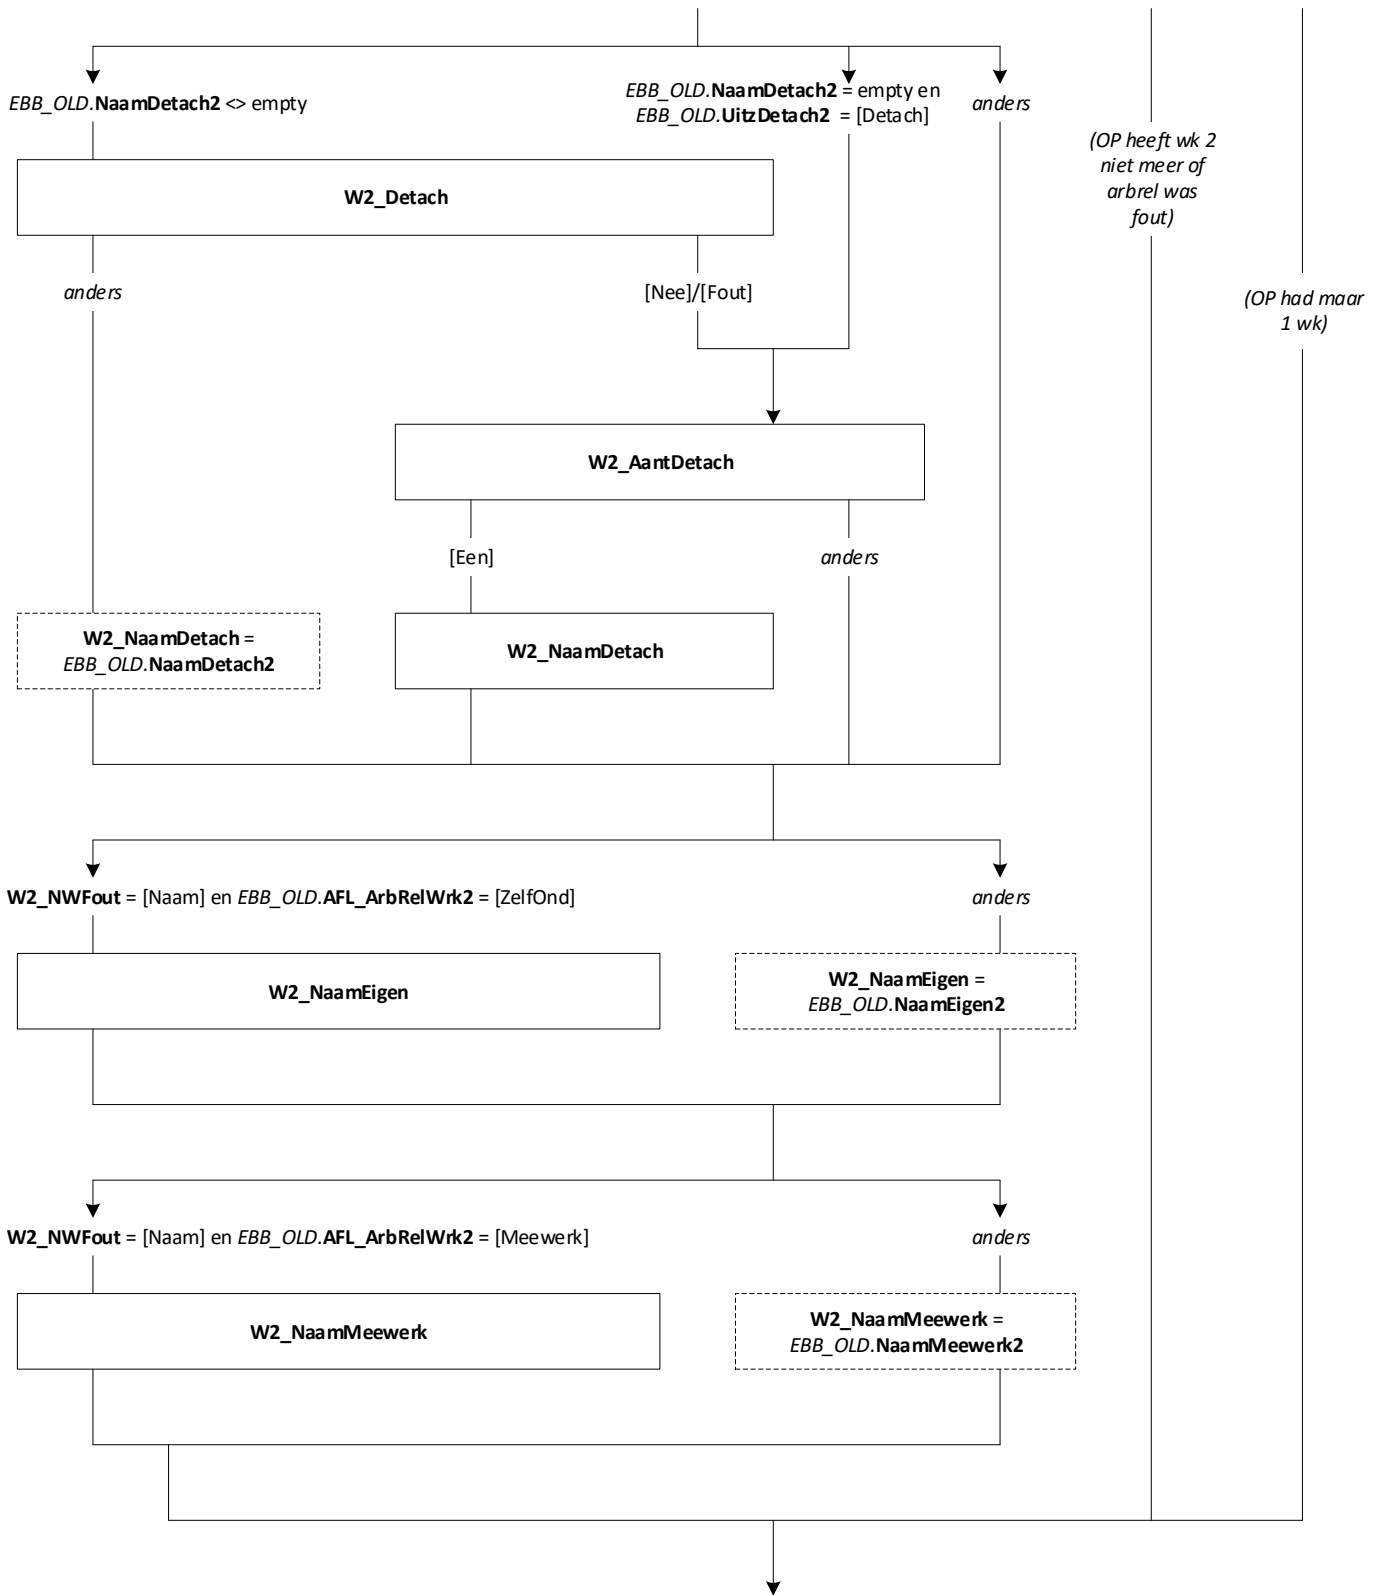 EBB_OLD.NaamDetach2 <> empty
EBB_OLD.NaamDetach2 = empty en
EBB_OLD.UitzDetach2 = [Detach]
anders
(OP heeft wk 2
niet meer of
arbrel was
fout)
W2_Detach
anders
[Nee]/[Fout]
(OP had maar
1 wk)
W2_AantDetach
[Een]
anders
W2_NaamDetach =
EBB_OLD.NaamDetach2
W2_NaamDetach
W2_NWFout = [Naam] en EBB_OLD.AFL_ArbRelWrk2 = [ZelfOnd]
anders
W2_NaamEigen
W2_NaamEigen =
EBB_OLD.NaamEigen2
W2_NWFout = [Naam] en EBB_OLD.AFL_ArbRelWrk2 = [Meewerk]
anders
W2_NaamMeewerk
W2_NaamMeewerk =
EBB_OLD.NaamMeewerk2